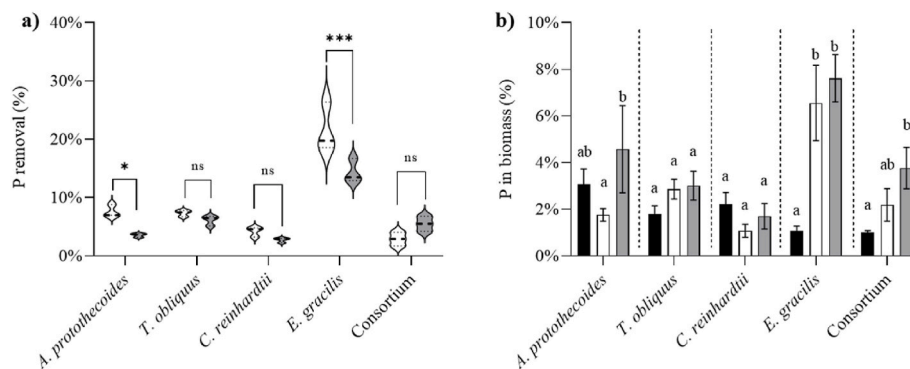 a)
P removal (%)
40%
30%
20%
10%
0%
*
ns
ns
***
ns
A. protothecoides
T. obliquus
C. reinhardtii
E. gracilis
Consortium
b)
P in biomass (%)
10%
8%
6%
4%
2%
0%
ab a b
a a a
a a a
a b b
a ab b
A. protothecoides
T. obliquus
C. reinhardtii
E. gracilis
Consortium